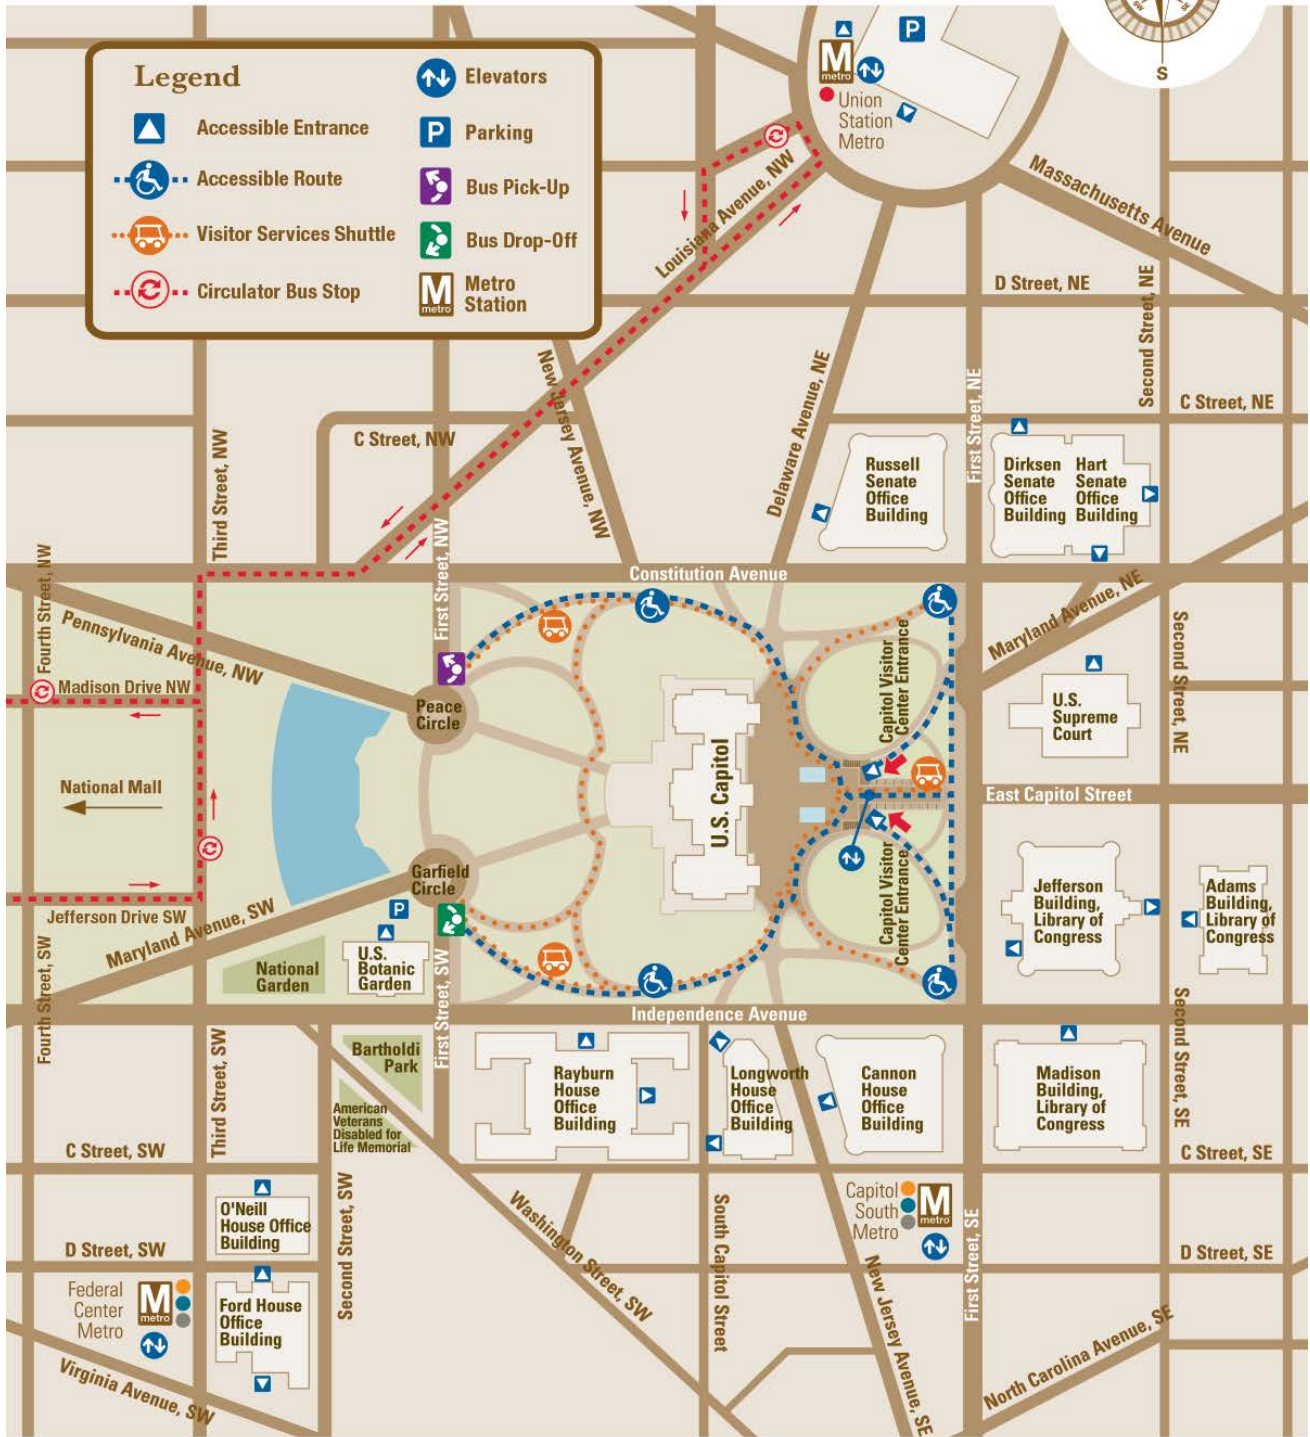 SW
SE
S
Legend
Accessible Entrance
Accessible Route
Visitor Services Shuttle
Circulator Bus Stop
Elevators
P
Parking
Bus Pick-Up
Bus Drop-Off
M
metro
Metro
Station
P
M
metro
Union
Station
Metro
Massachusetts Avenue
Louisiana Avenue, NW
D Street, NE
Second Street, NE
C Street, NE
New Jersey Avenue, NW
Delaware Avenue, NE
First Street, NE
C Street, NW
Third Street, NW
First Street, NW
Russell
Senate
Office
Building
Dirksen
Senate
Office
Building
Hart
Senate
Office
Building
Constitution Avenue
Fourth Street, NW
Pennsylvania Avenue, NW
Madison Drive NW
Maryland Avenue, NE
Second Street, NE
Peace
Circle
Capitol Visitor
Center Entrance
U.S.
Supreme
Court
National Mall
U.S. Capitol
East Capitol Street
Garfield
Circle
Capitol Visitor
Center Entrance
Jefferson
Building,
Library of
Congress
Adams
Building,
Library of
Congress
Jefferson Drive SW
Maryland Avenue, SW
P
U.S.
Botanic
Garden
National
Garden
Fourth Street, SW
First Street, SW
Independence Avenue
Second Street, SE
Third Street, SW
Bartholdi
Park
American
Veterans
Disabled for
Life Memorial
Rayburn
House
Office
Building
Longworth
House
Office
Building
Cannon
House
Office
Building
Madison
Building,
Library of
Congress
C Street, SW
C Street, SE
O'Neill
House Office
Building
Second Street, SW
Washington Street, SW
South Capitol Street
Capitol
South
Metro
M
metro
First Street, SE
D Street, SW
D Street, SE
Federal
Center
Metro
M
metro
Ford House
Office
Building
New Jersey Avenue, SE
North Carolina Avenue, SE
Virginia Avenue, SW